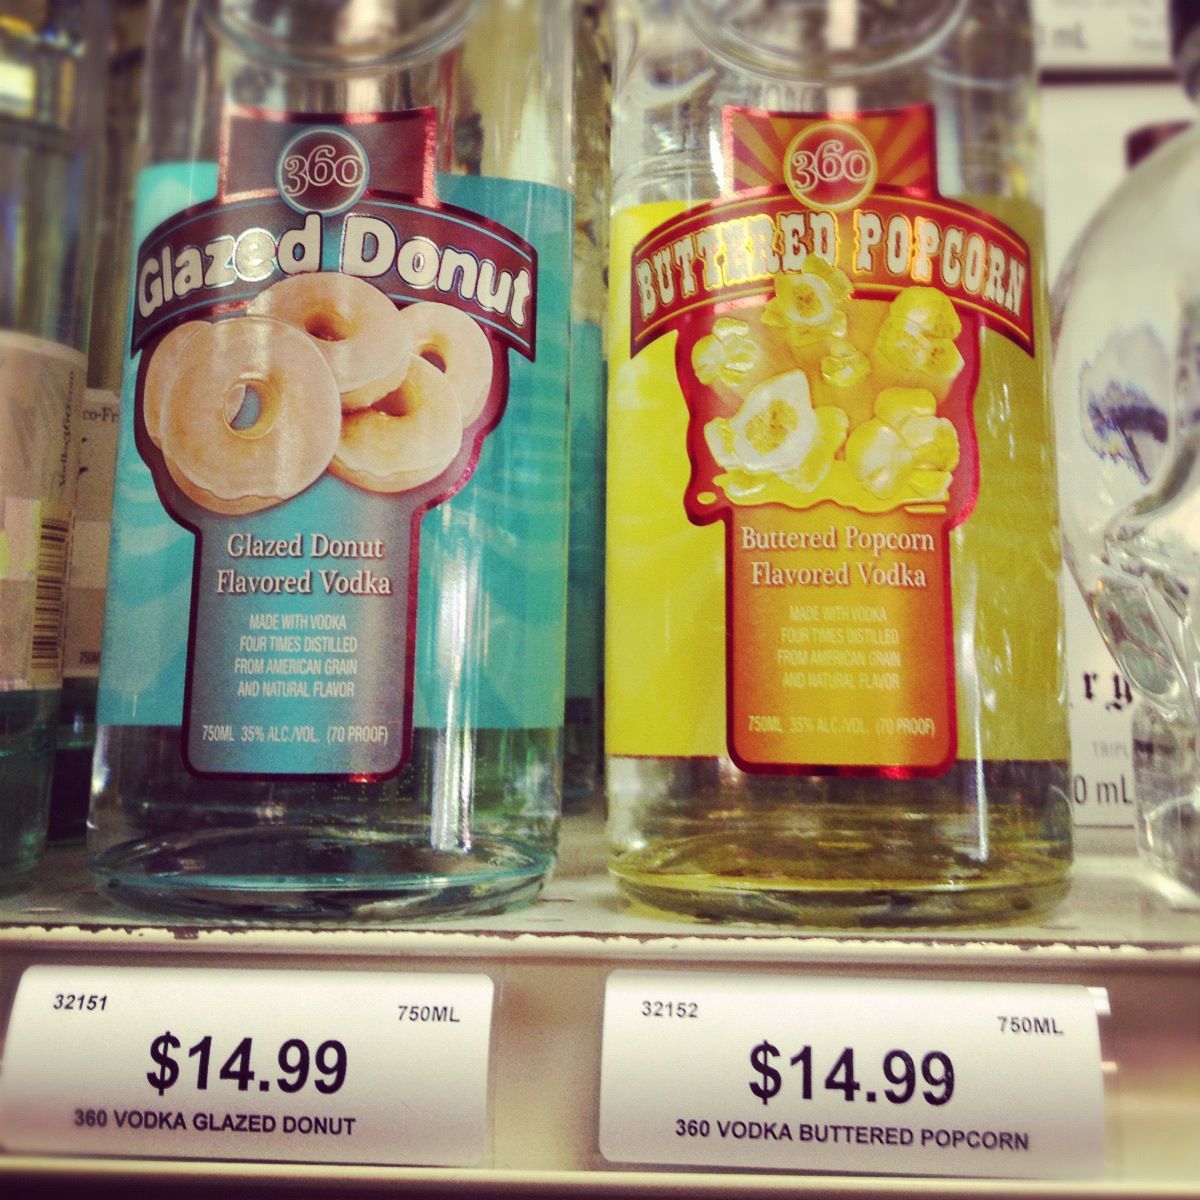 360
Glazed Donut
Glazed Donut
Flavored Vodka
MADE WITH VODKA
FOUR TIMES DISTILLED
FROM AMERICAN GRAIN
AND NATURAL FLAVOR
750ML 35% ALC./VOL. (70 PROOF)
360
BUTTERED POPCORN
Buttered Popcorn
Flavored Vodka
MADE WITH VODKA
FOUR TIMES DISTILLED
FROM AMERICAN GRAIN
AND NATURAL FLAVOR
750ML 35% ALC./VOL. (70 PROOF)
0 mL
32151
750ML
$14.99
360 VODKA GLAZED DONUT
32152
750ML
$14.99
360 VODKA BUTTERED POPCORN